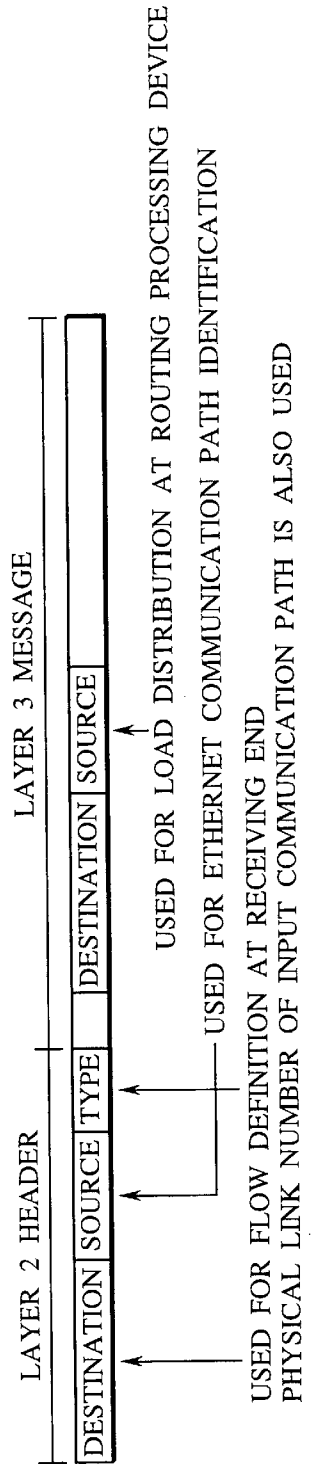 LAYER 2 HEADER
LAYER 3 MESSAGE
DESTINATION SOURCE TYPE DESTINATION SOURCE
USED FOR LOAD DISTRIBUTION AT ROUTING PROCESSING DEVICE
USED FOR ETHERNET COMMUNICATION PATH IDENTIFICATION
USED FOR FLOW DEFINITION AT RECEIVING END
PHYSICAL LINK NUMBER OF INPUT COMMUNICATION PATH IS ALSO USED